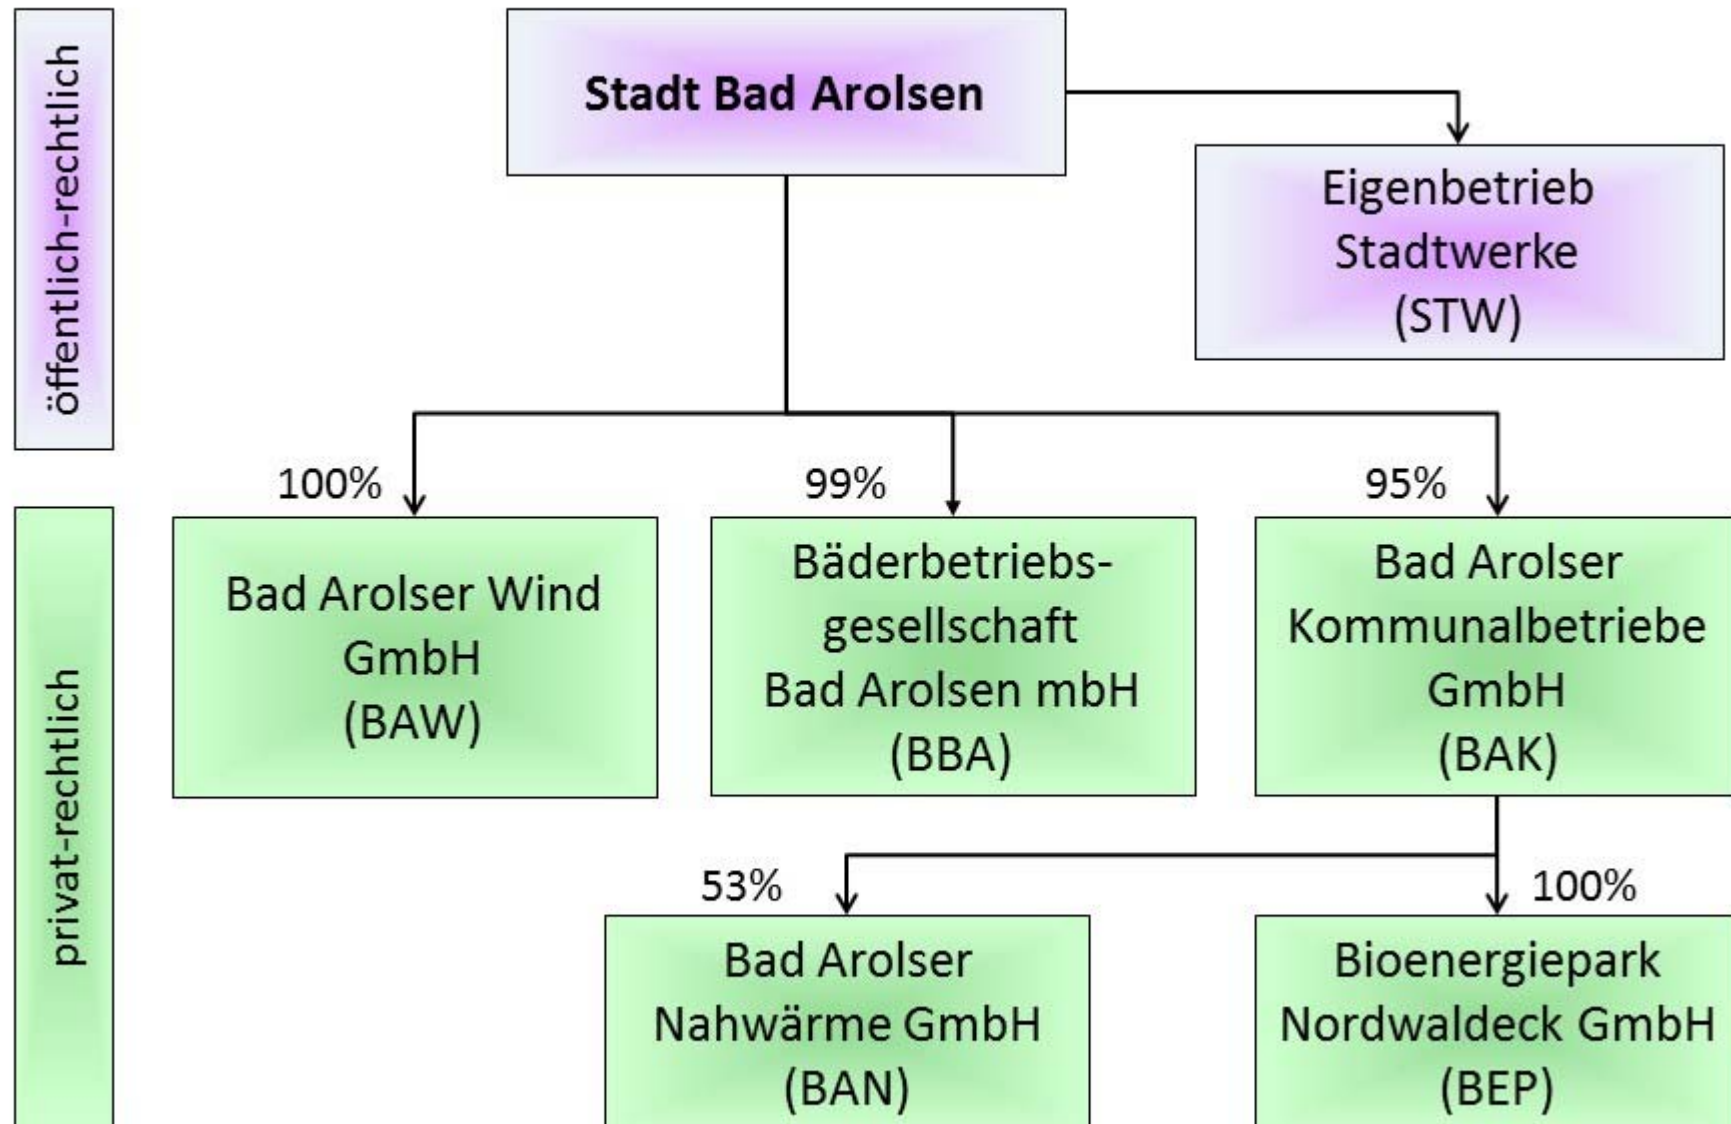 öffentlich-rechtlich
Stadt Bad Arolsen
Eigenbetrieb
Stadtwerke
(STW)
privat-rechtlich
100%
Bad Arolser Wind
GmbH
(BAW)
99%
Bäderbetriebs-
gesellschaft
Bad Arolsen mbH
(BBA)
95%
Bad Arolser
Kommunalbetriebe
GmbH
(BAK)
53%
Bad Arolser
Nahwärme GmbH
(BAN)
100%
Bioenergiepark
Nordwaldeck GmbH
(BEP)